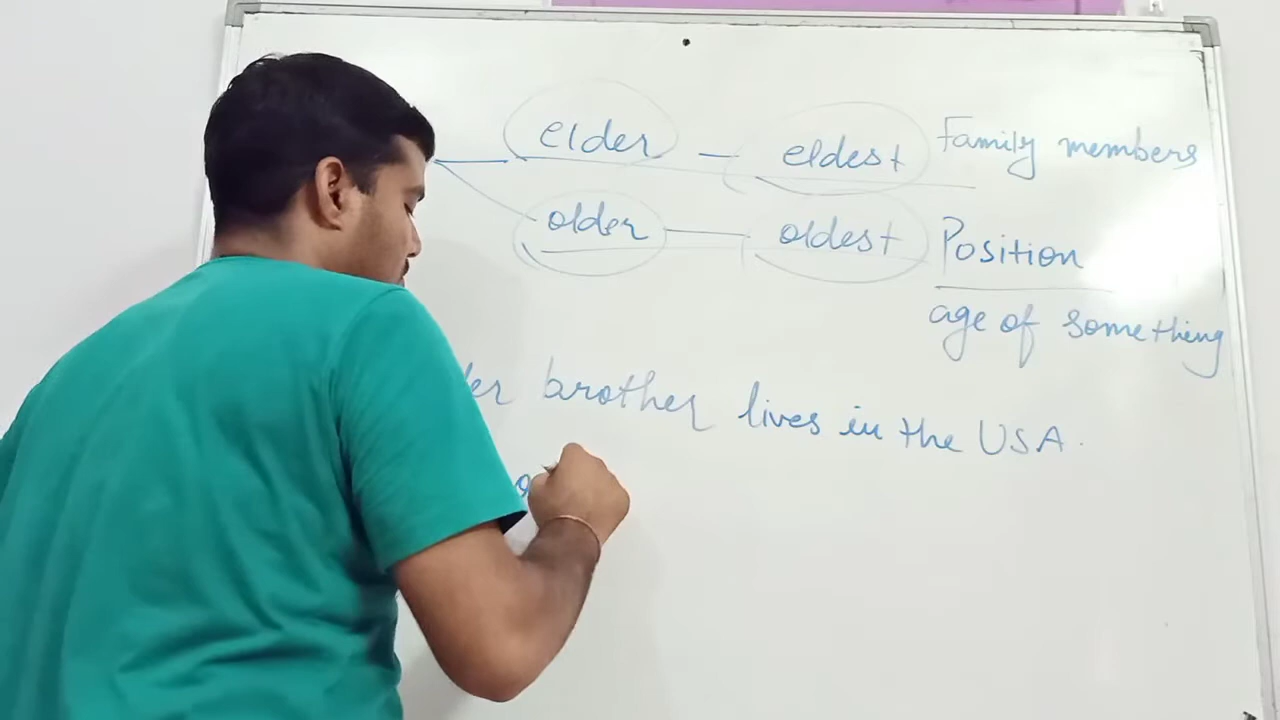 elder — eldest Family members
older — oldest Position
age of something
brother lives in the USA.